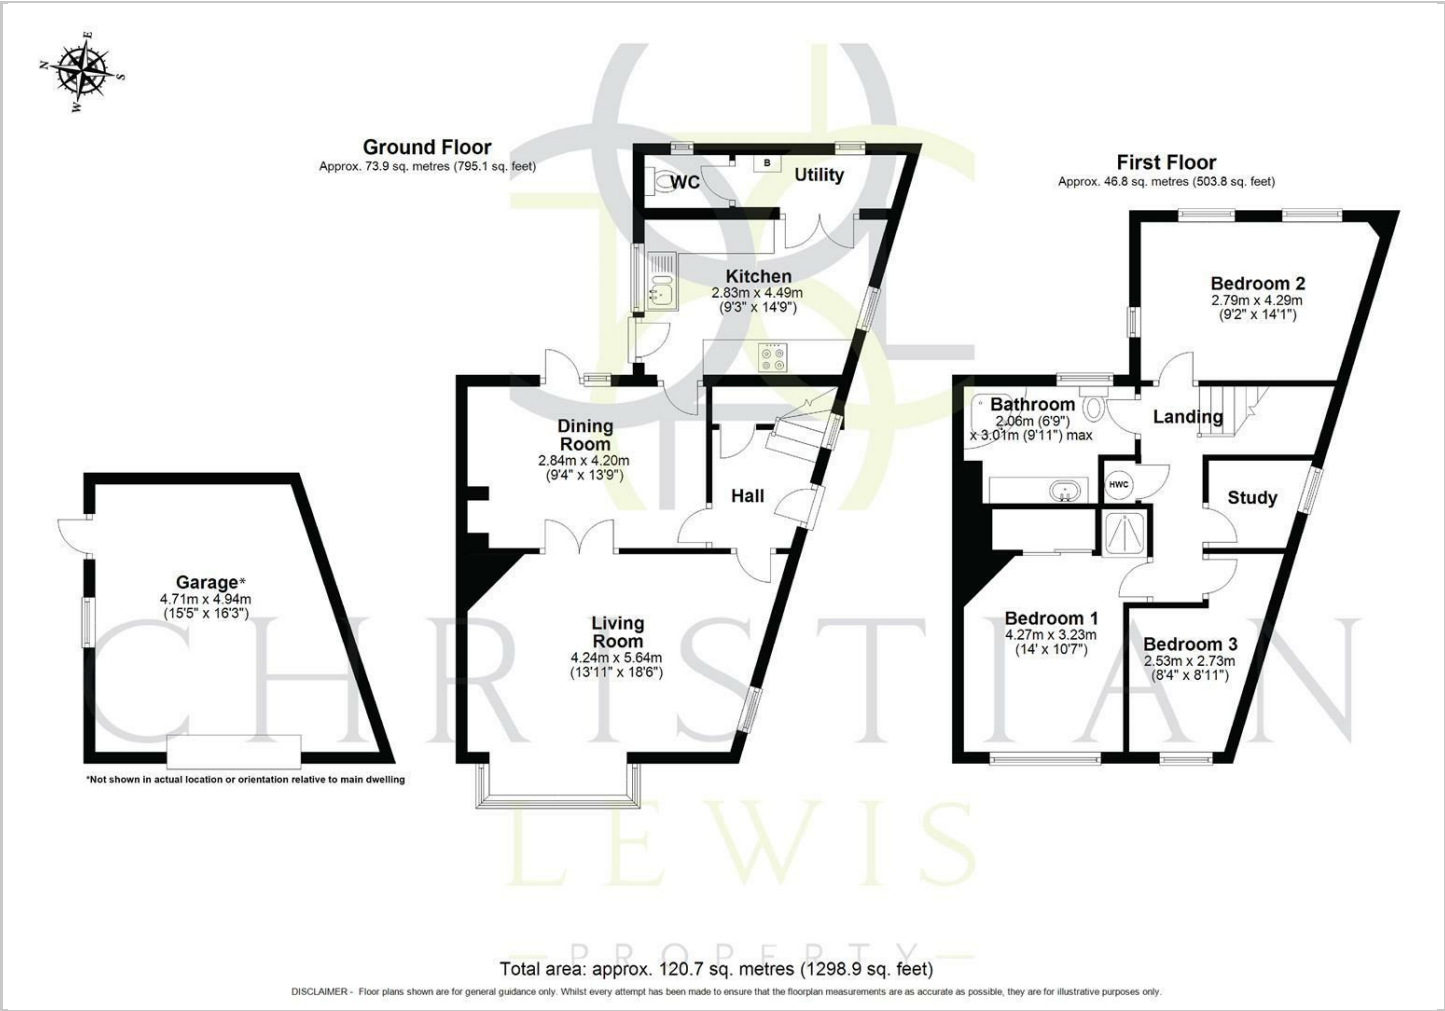 E
N
S
W
Ground Floor
Approx. 73.9 sq. metres (795.1 sq. feet)
WC
B
Utility
Kitchen
2.83m x 4.49m
(9'3" x 14'9")
Dining
Room
2.84m x 4.20m
(9'4" x 13'9")
Hall
Living
Room
4.24m x 5.64m
(13'11" x 18'6")
Garage*
4.71m x 4.94m
(15'5" x 16'3")
*Not shown in actual location or orientation relative to main dwelling
First Floor
Approx. 46.8 sq. metres (503.8 sq. feet)
Bedroom 2
2.79m x 4.29m
(9'2" x 14'1")
Bathroom
2.06m (6'9")
x 3.01m (9'11") max
Landing
HWC
Study
Bedroom 1
4.27m x 3.23m
(14' x 10'7")
Bedroom 3
2.53m x 2.73m
(8'4" x 8'11")
CHRISTIAN
LEWIS
PROPERTY
Total area: approx. 120.7 sq. metres (1298.9 sq. feet)
DISCLAIMER - Floor plans shown are for general guidance only. Whilst every attempt has been made to ensure that the floorplan measurements are as accurate as possible, they are for illustrative purposes only.